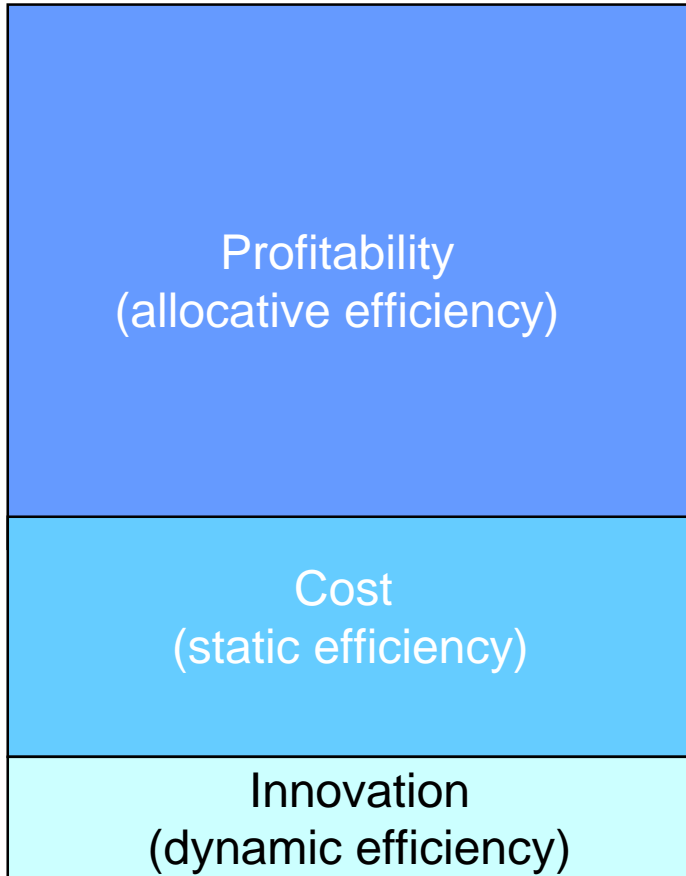 Profitability
(allocative efficiency)
Cost
(static efficiency)
Innovation
(dynamic efficiency)